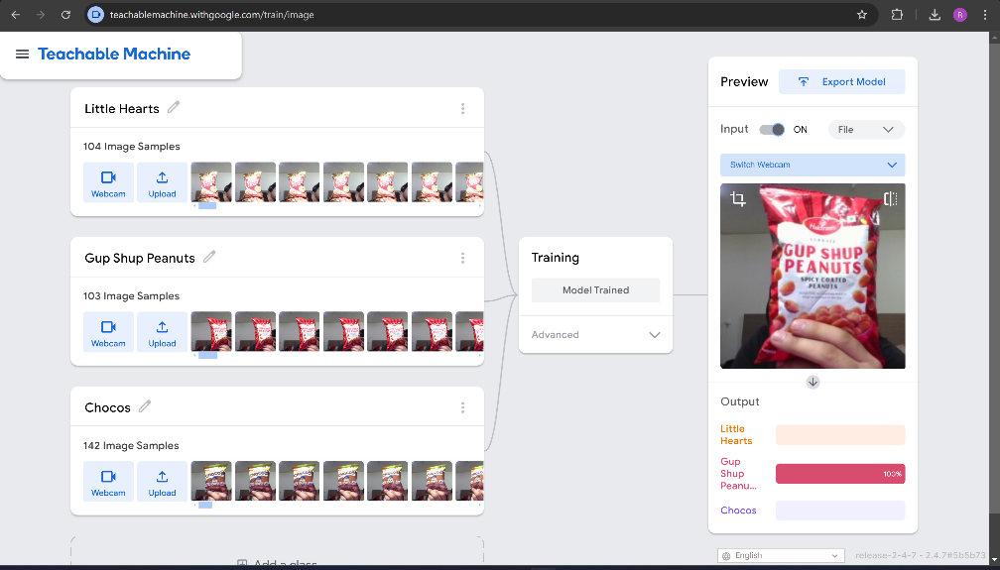 teachablemachine.withgoogle.com/train/image
B
Teachable Machine
Little Hearts
104 Image Samples
Webcam
Upload
Gup Shup Peanuts
103 Image Samples
Webcam
Upload
Chocos
142 Image Samples
Webcam
Upload
Add a class
Training
Model Trained
Advanced
Preview
Export Model
Input
ON
File
Switch Webcam
Haldiram's
GUP SHUP
PEANUTS
SPICY COATED
PEANUTS
Output
Little
Hearts
Gup
Shup
Peanu...
100%
Chocos
English
release-2-4-7 - 2.4.7#5b5b73